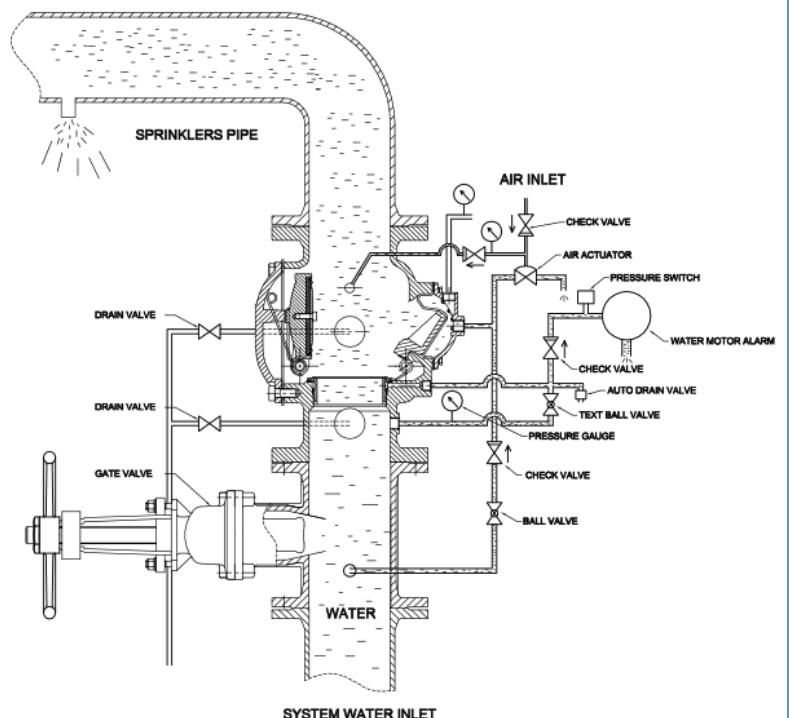 SPRINKLERS PIPE
AIR INLET
CHECK VALVE
AIR ACTUATOR
PRESSURE SWITCH
DRAIN VALVE
WATER MOTOR ALARM
CHECK VALVE
AUTO DRAIN VALVE
DRAIN VALVE
TEXT BALL VALVE
PRESSURE GAUGE
GATE VALVE
CHECK VALVE
BALL VALVE
WATER
SYSTEM WATER INLET